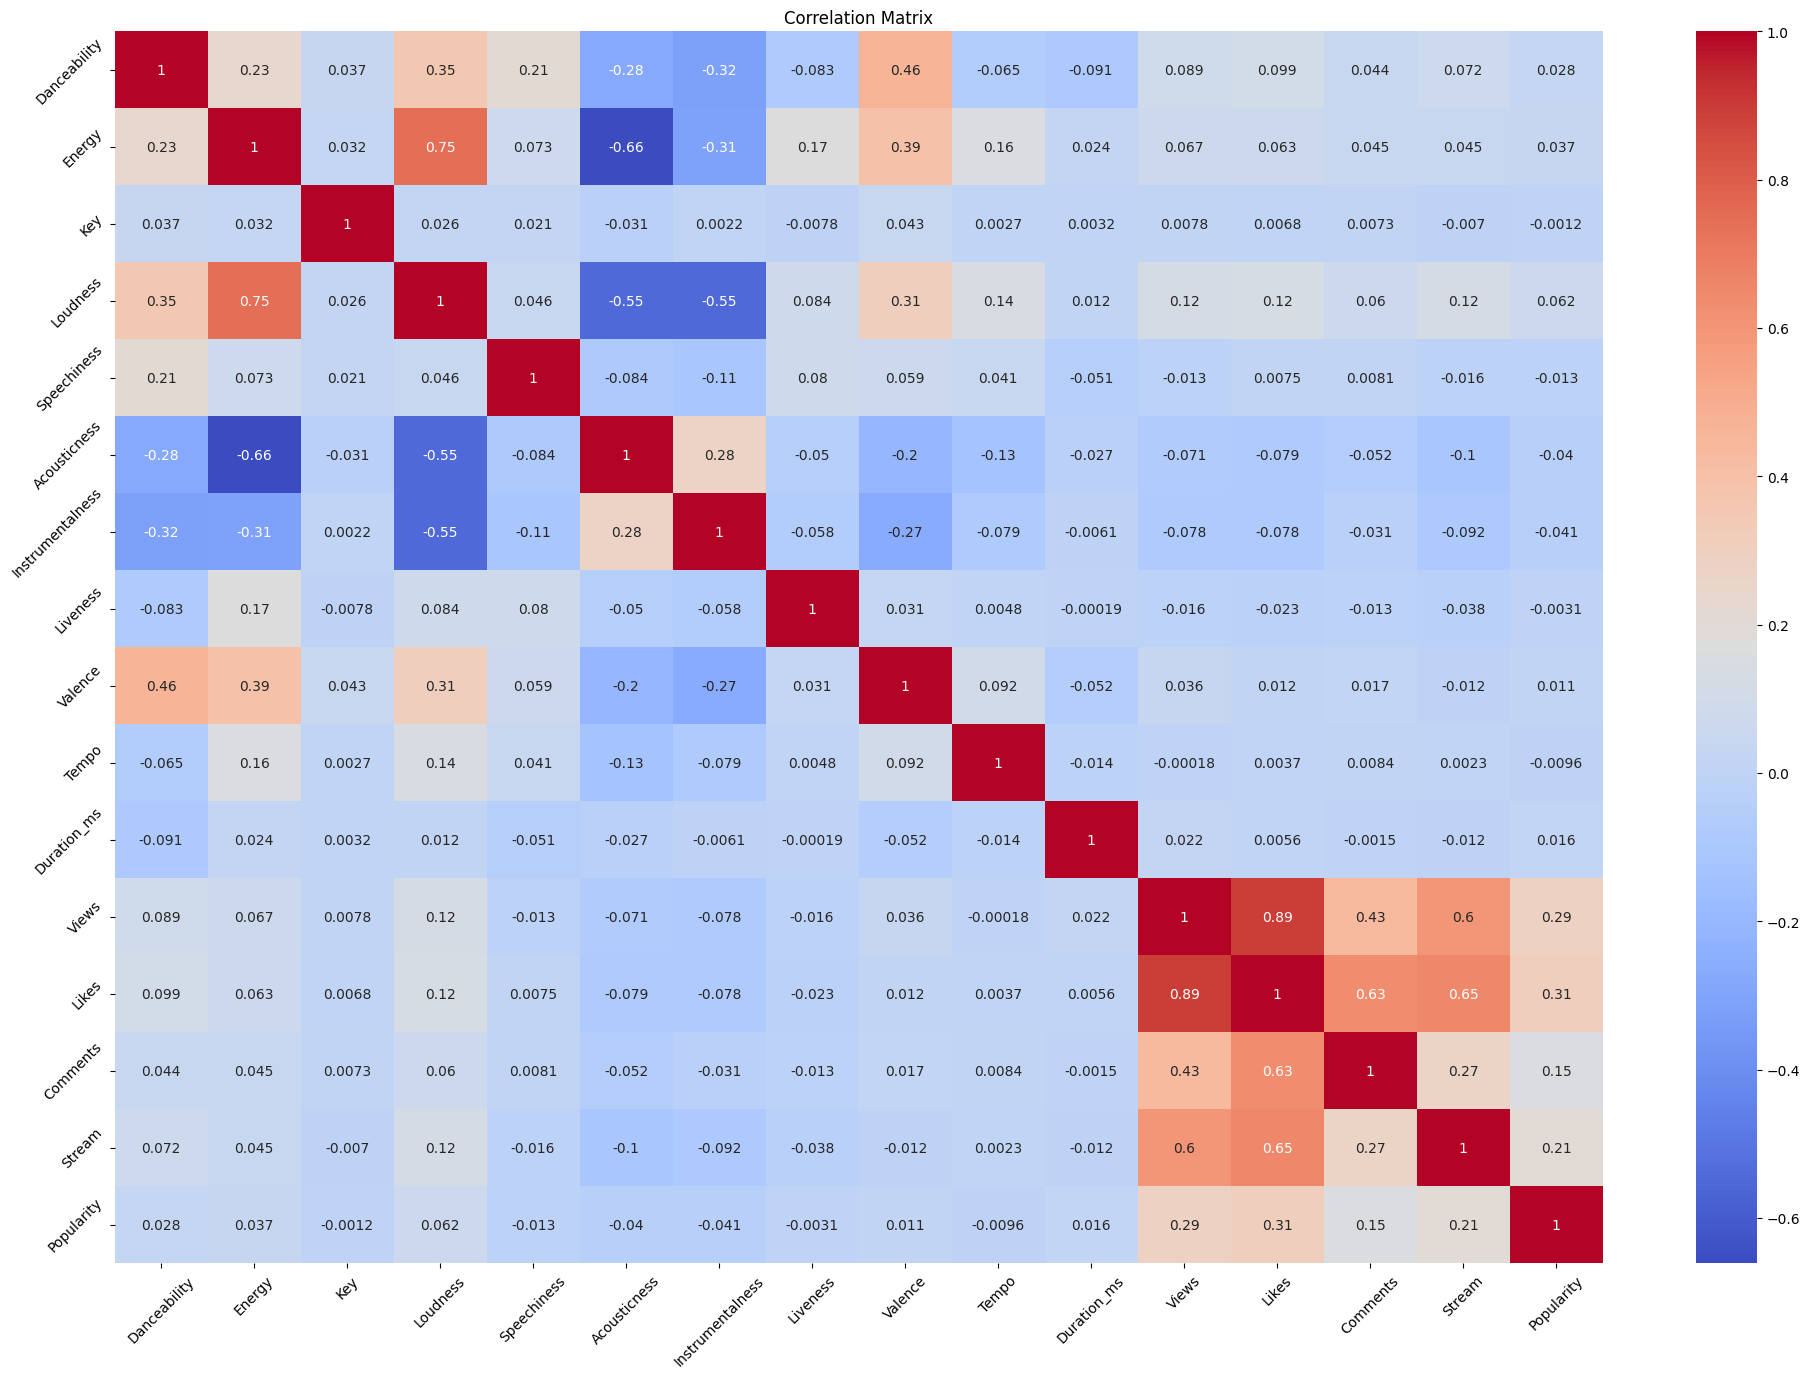 Correlation Matrix
Danceability 1 0.23 0.037 0.35 0.21 -0.28 -0.32 -0.083 0.46 -0.065 -0.091 0.089 0.099 0.044 0.072 0.028
Energy 0.23 1 0.032 0.75 0.073 -0.66 -0.31 0.17 0.39 0.16 0.024 0.067 0.063 0.045 0.045 0.037
Key 0.037 0.032 1 0.026 0.021 -0.031 0.0022 -0.0078 0.043 0.0027 0.0032 0.0078 0.0068 0.0073 -0.007 -0.0012
Loudness 0.35 0.75 0.026 1 0.046 -0.55 -0.55 0.084 0.31 0.14 0.012 0.12 0.12 0.06 0.12 0.062
Speechiness 0.21 0.073 0.021 0.046 1 -0.084 -0.11 0.08 0.059 0.041 -0.051 -0.013 0.0075 0.0081 -0.016 -0.013
Acousticness -0.28 -0.66 -0.031 -0.55 -0.084 1 0.28 -0.05 -0.2 -0.13 -0.027 -0.071 -0.079 -0.052 -0.1 -0.04
Instrumentalness -0.32 -0.31 0.0022 -0.55 -0.11 0.28 1 -0.058 -0.27 -0.079 -0.0061 -0.078 -0.078 -0.031 -0.092 -0.041
Liveness -0.083 0.17 -0.0078 0.084 0.08 -0.05 -0.058 1 0.031 0.0048 -0.00019 -0.016 -0.023 -0.013 -0.038 -0.0031
Valence 0.46 0.39 0.043 0.31 0.059 -0.2 -0.27 0.031 1 0.092 -0.052 0.036 0.012 0.017 -0.012 0.011
Tempo -0.065 0.16 0.0027 0.14 0.041 -0.13 -0.079 0.0048 0.092 1 -0.014 -0.00018 0.0037 0.0084 0.0023 -0.0096
Duration_ms -0.091 0.024 0.0032 0.012 -0.051 -0.027 -0.0061 -0.00019 -0.052 -0.014 1 0.022 0.0056 -0.0015 -0.012 0.016
Views 0.089 0.067 0.0078 0.12 -0.013 -0.071 -0.078 -0.016 0.036 -0.00018 0.022 1 0.89 0.43 0.6 0.29
Likes 0.099 0.063 0.0068 0.12 0.0075 -0.079 -0.078 -0.023 0.012 0.0037 0.0056 0.89 1 0.63 0.65 0.31
Comments 0.044 0.045 0.0073 0.06 0.0081 -0.052 -0.031 -0.013 0.017 0.0084 -0.0015 0.43 0.63 1 0.27 0.15
Stream 0.072 0.045 -0.007 0.12 -0.016 -0.1 -0.092 -0.038 -0.012 0.0023 -0.012 0.6 0.65 0.27 1 0.21
Popularity 0.028 0.037 -0.0012 0.062 -0.013 -0.04 -0.041 -0.0031 0.011 -0.0096 0.016 0.29 0.31 0.15 0.21 1
Danceability Energy Key Loudness Speechiness Acousticness Instrumentalness Liveness Valence Tempo Duration_ms Views Likes Comments Stream Popularity
1.0
0.8
0.6
0.4
0.2
0.0
−0.2
−0.4
−0.6